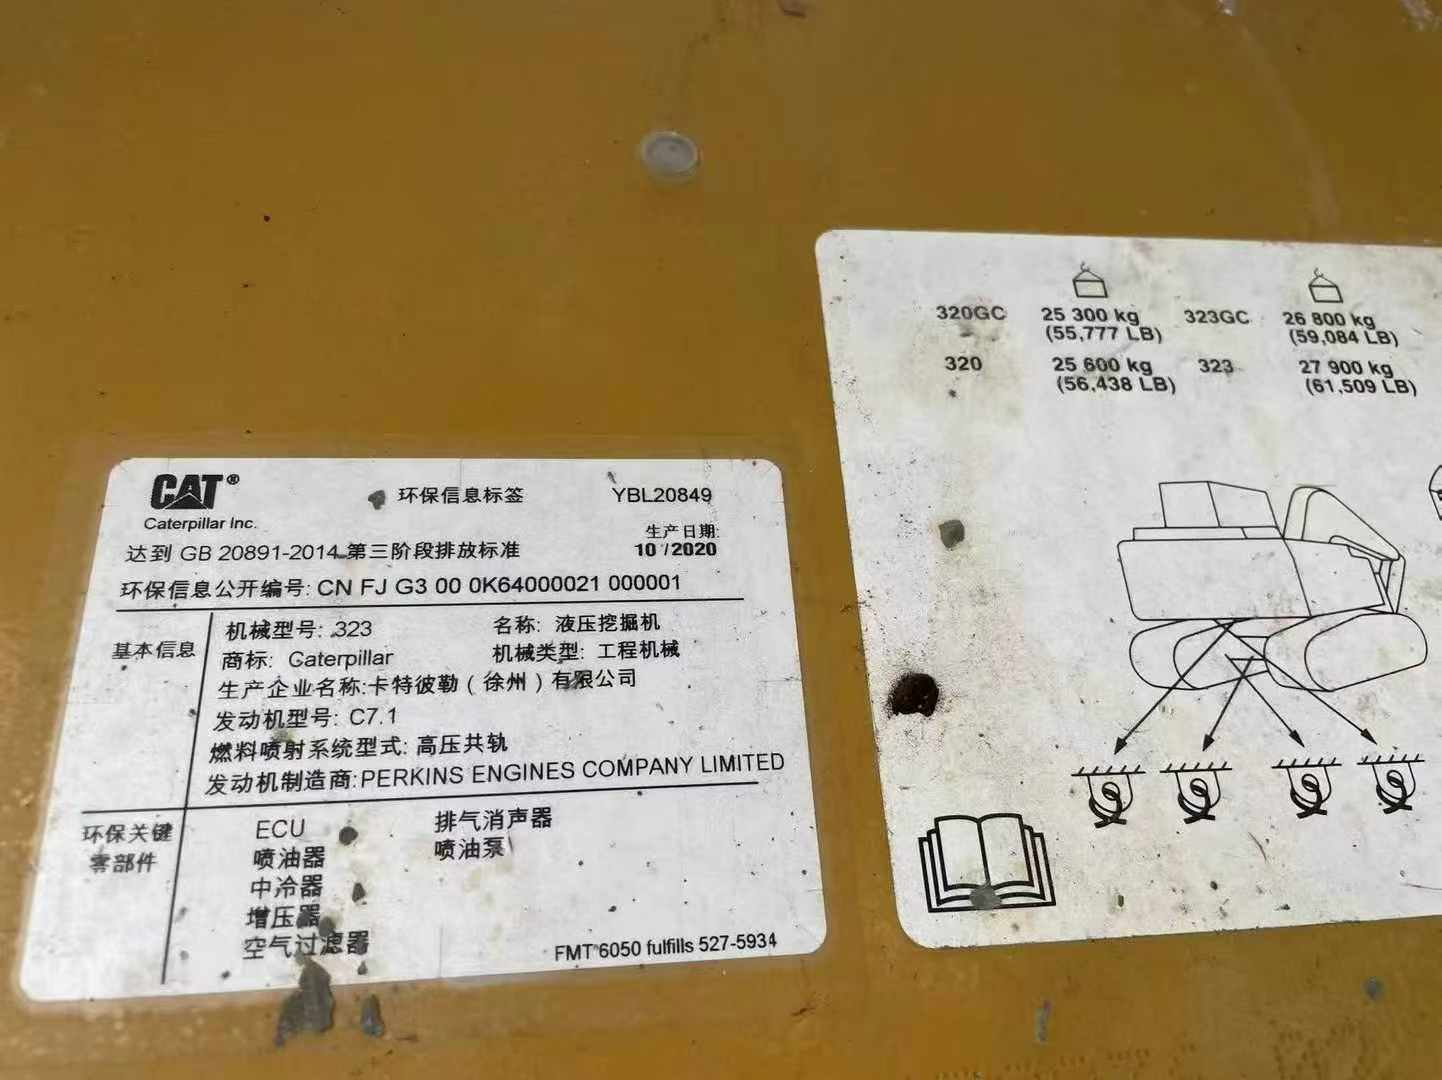 CAT®
Caterpillar Inc.
环保信息标签
YBL20849
生产日期:
10 /2020
达到 GB 20891-2014 第三阶段排放标准
环保信息公开编号: CN FJ G3 00 0K64000021 000001
基本信息
机械型号: 323
名称: 液压挖掘机
商标: Caterpillar
机械类型: 工程机械
生产企业名称:卡特彼勒（徐州）有限公司
发动机型号: C7.1
燃料喷射系统型式: 高压共轨
发动机制造商:PERKINS ENGINES COMPANY LIMITED
环保关键
零部件
ECU
喷油器
中冷器
增压器
空气过滤器
排气消声器
喷油泵
FMT 6050 fulfills 527-5934
320GC 25 300 kg 323GC 26 800 kg
(55,777 LB) (59,084 LB)
320 25 600 kg 323 27 900 kg
(56,438 LB) (61,509 LB)